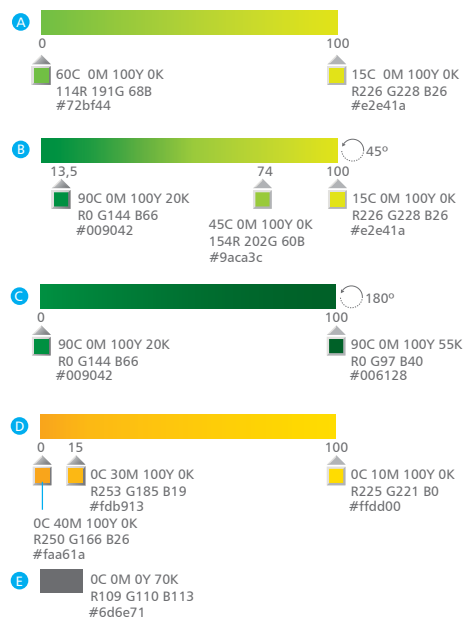 A
0 100
60C 0M 100Y 0K
114R 191G 68B
#72bf44
15C 0M 100Y 0K
R226 G228 B26
#e2e41a
B
45º
13,5 74 100
90C 0M 100Y 20K
R0 G144 B66
#009042
45C 0M 100Y 0K
154R 202G 60B
#9aca3c
15C 0M 100Y 0K
R226 G228 B26
#e2e41a
C
180º
0 100
90C 0M 100Y 20K
R0 G144 B66
#009042
90C 0M 100Y 55K
R0 G97 B40
#006128
D
0 15 100
0C 40M 100Y 0K
R250 G166 B26
#faa61a
0C 30M 100Y 0K
R253 G185 B19
#fdb913
0C 10M 100Y 0K
R225 G221 B0
#ffdd00
E
0C 0M 0Y 70K
R109 G110 B113
#6d6e71